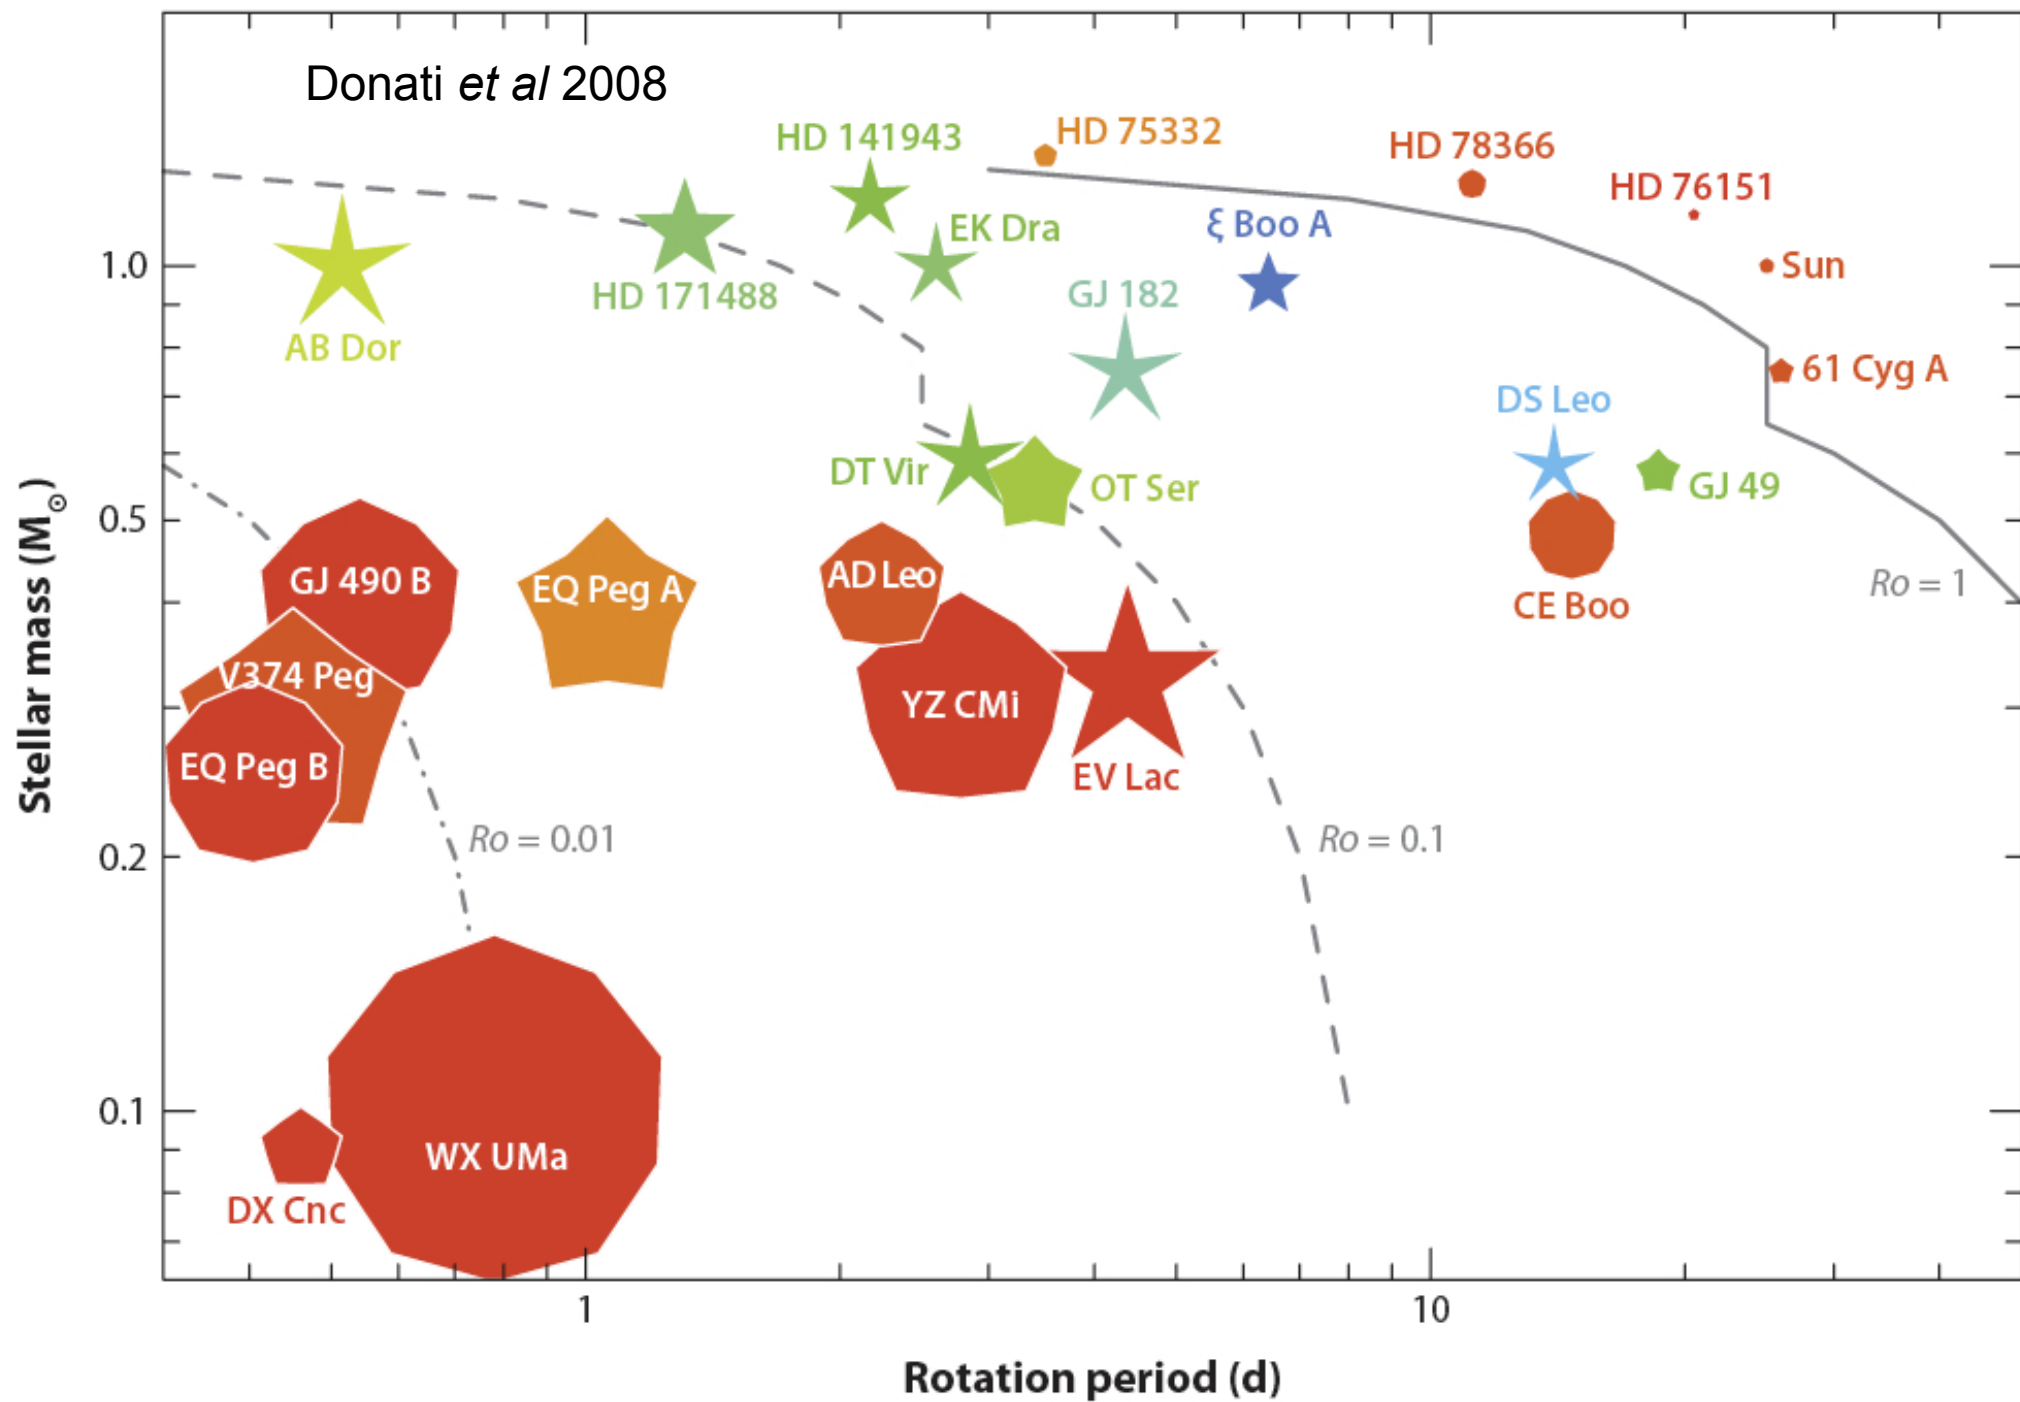 Donati et al 2008
HD 141943
HD 75332
HD 78366
HD 76151
EK Dra
ξ Boo A
1.0
Sun
HD 171488
GJ 182
AB Dor
61 Cyg A
DS Leo
DT Vir
OT Ser
GJ 49
Stellar mass (M⊙)
0.5
GJ 490 B
EQ Peg A
AD Leo
Ro = 1
CE Boo
V374 Peg
YZ CMi
EQ Peg B
EV Lac
Ro = 0.01
Ro = 0.1
0.2
0.1
WX UMa
DX Cnc
1
10
Rotation period (d)